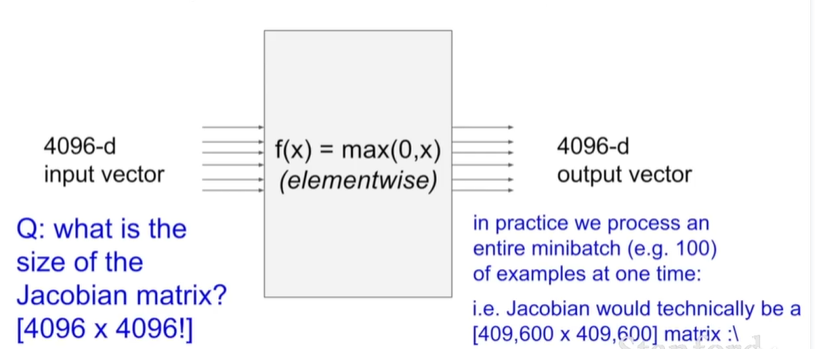 4096-d
input vector
f(x) = max(0,x)
(elementwise)
4096-d
output vector
Q: what is the
size of the
Jacobian matrix?
[4096 x 4096!]
in practice we process an
entire minibatch (e.g. 100)
of examples at one time:
i.e. Jacobian would technically be a
[409,600 x 409,600] matrix :\